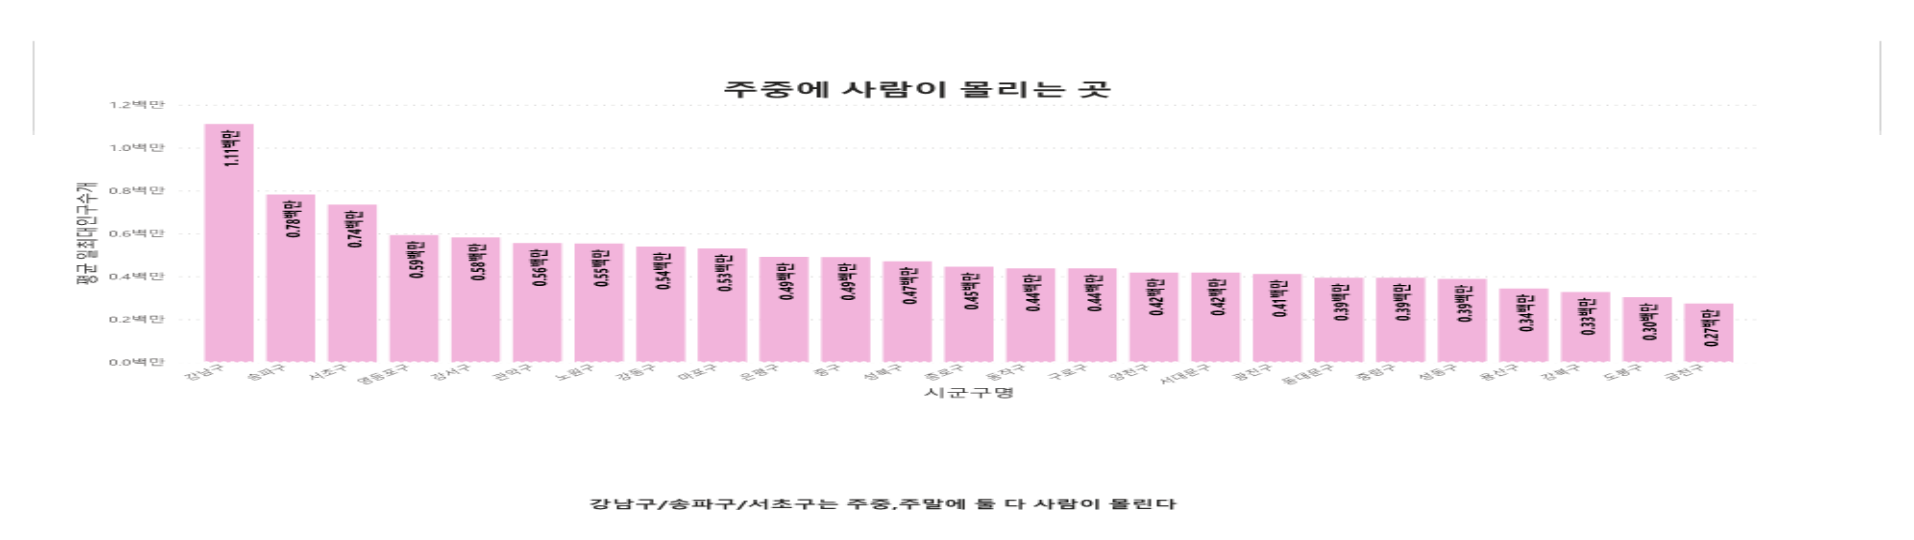 주중에 사람이 몰리는 곳
평균 일최대인구수개
1.2백만
1.0백만
0.8백만
0.6백만
0.4백만
0.2백만
0.0백만
1.11백만
0.78백만
0.74백만
0.59백만
0.58백만
0.56백만
0.55백만
0.54백만
0.53백만
0.49백만
0.49백만
0.47백만
0.45백만
0.44백만
0.44백만
0.42백만
0.42백만
0.41백만
0.39백만
0.39백만
0.39백만
0.34백만
0.33백만
0.30백만
0.27백만
강남구
송파구
서초구
영등포구
강서구
관악구
노원구
강동구
마포구
은평구
중구
성북구
종로구
동작구
구로구
양천구
서대문구
광진구
동대문구
중랑구
성동구
용산구
강북구
도봉구
금천구
시군구명
강남구/송파구/서초구는 주중,주말에 둘 다 사람이 몰린다